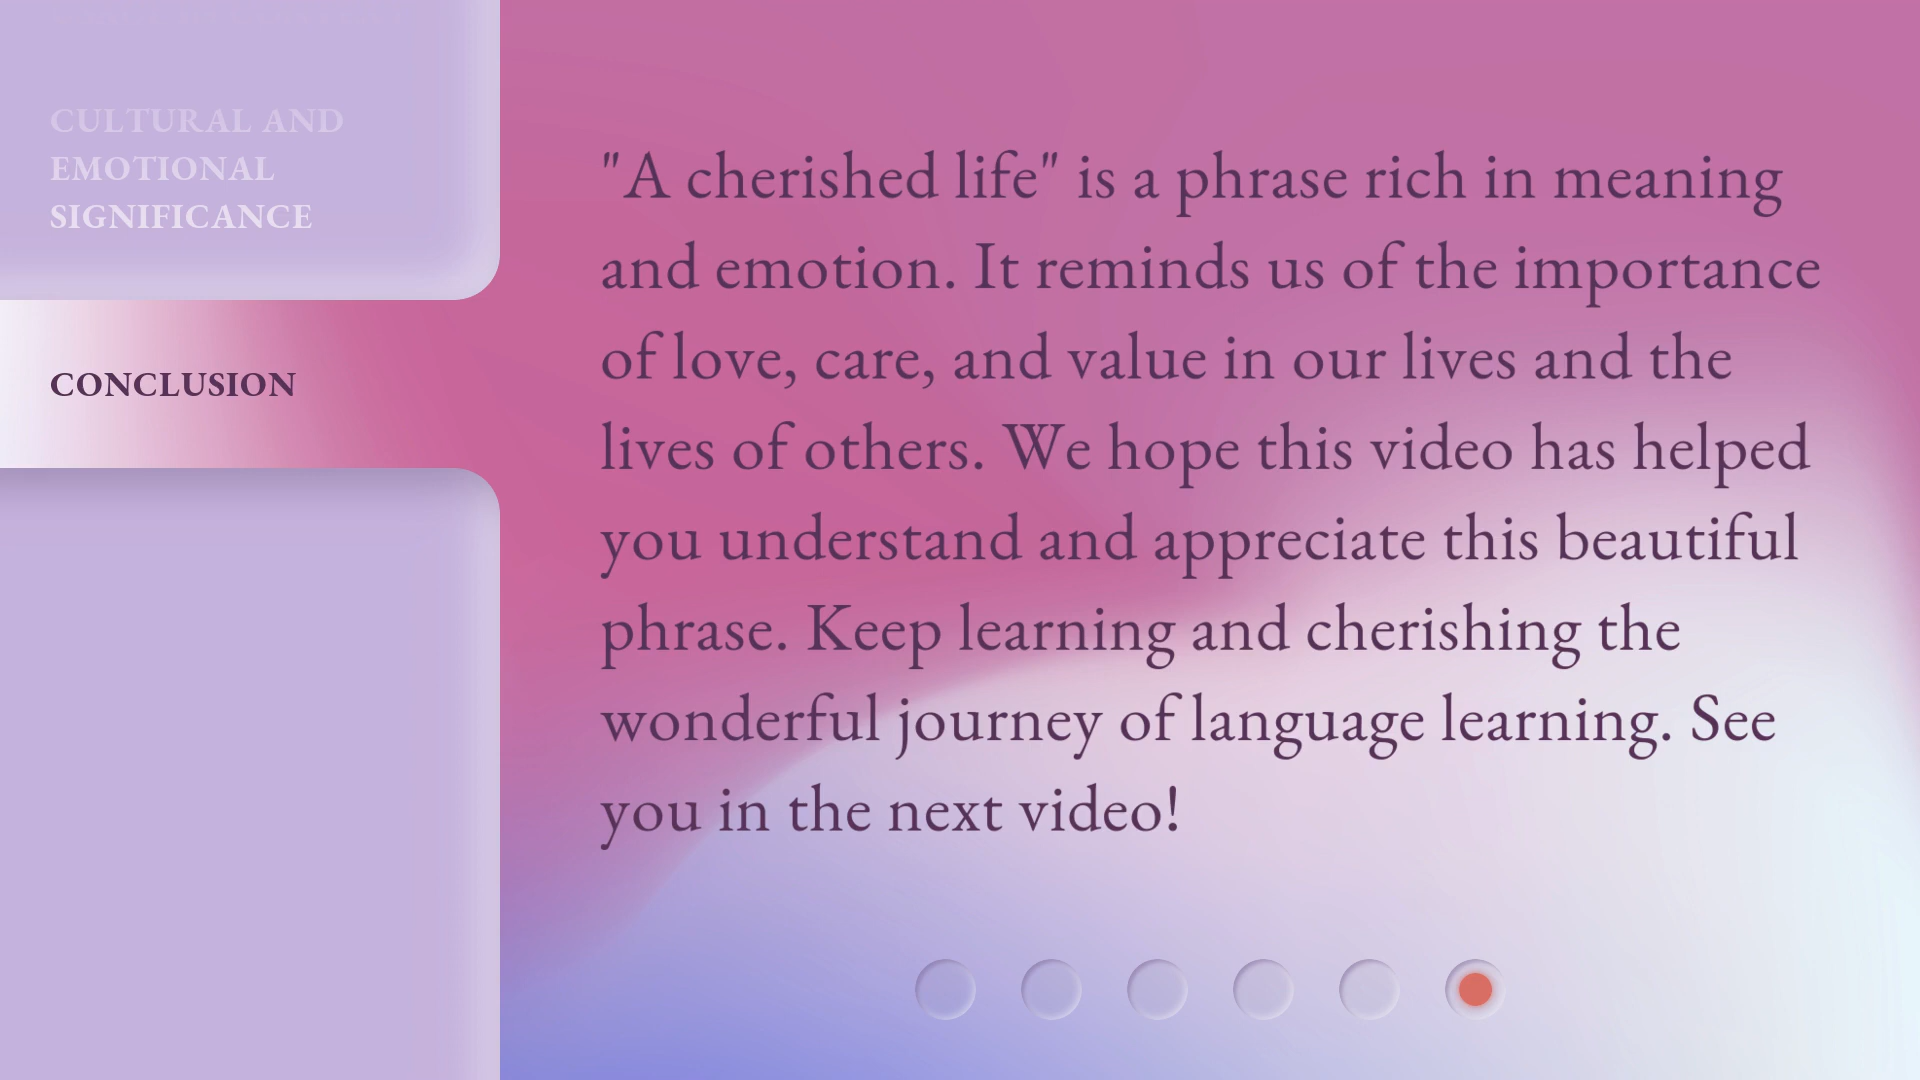 CULTURAL AND
EMOTIONAL
SIGNIFICANCE
CONCLUSION
"A cherished life" is a phrase rich in meaning
and emotion. It reminds us of the importance
of love, care, and value in our lives and the
lives of others. We hope this video has helped
you understand and appreciate this beautiful
phrase. Keep learning and cherishing the
wonderful journey of language learning. See
you in the next video!